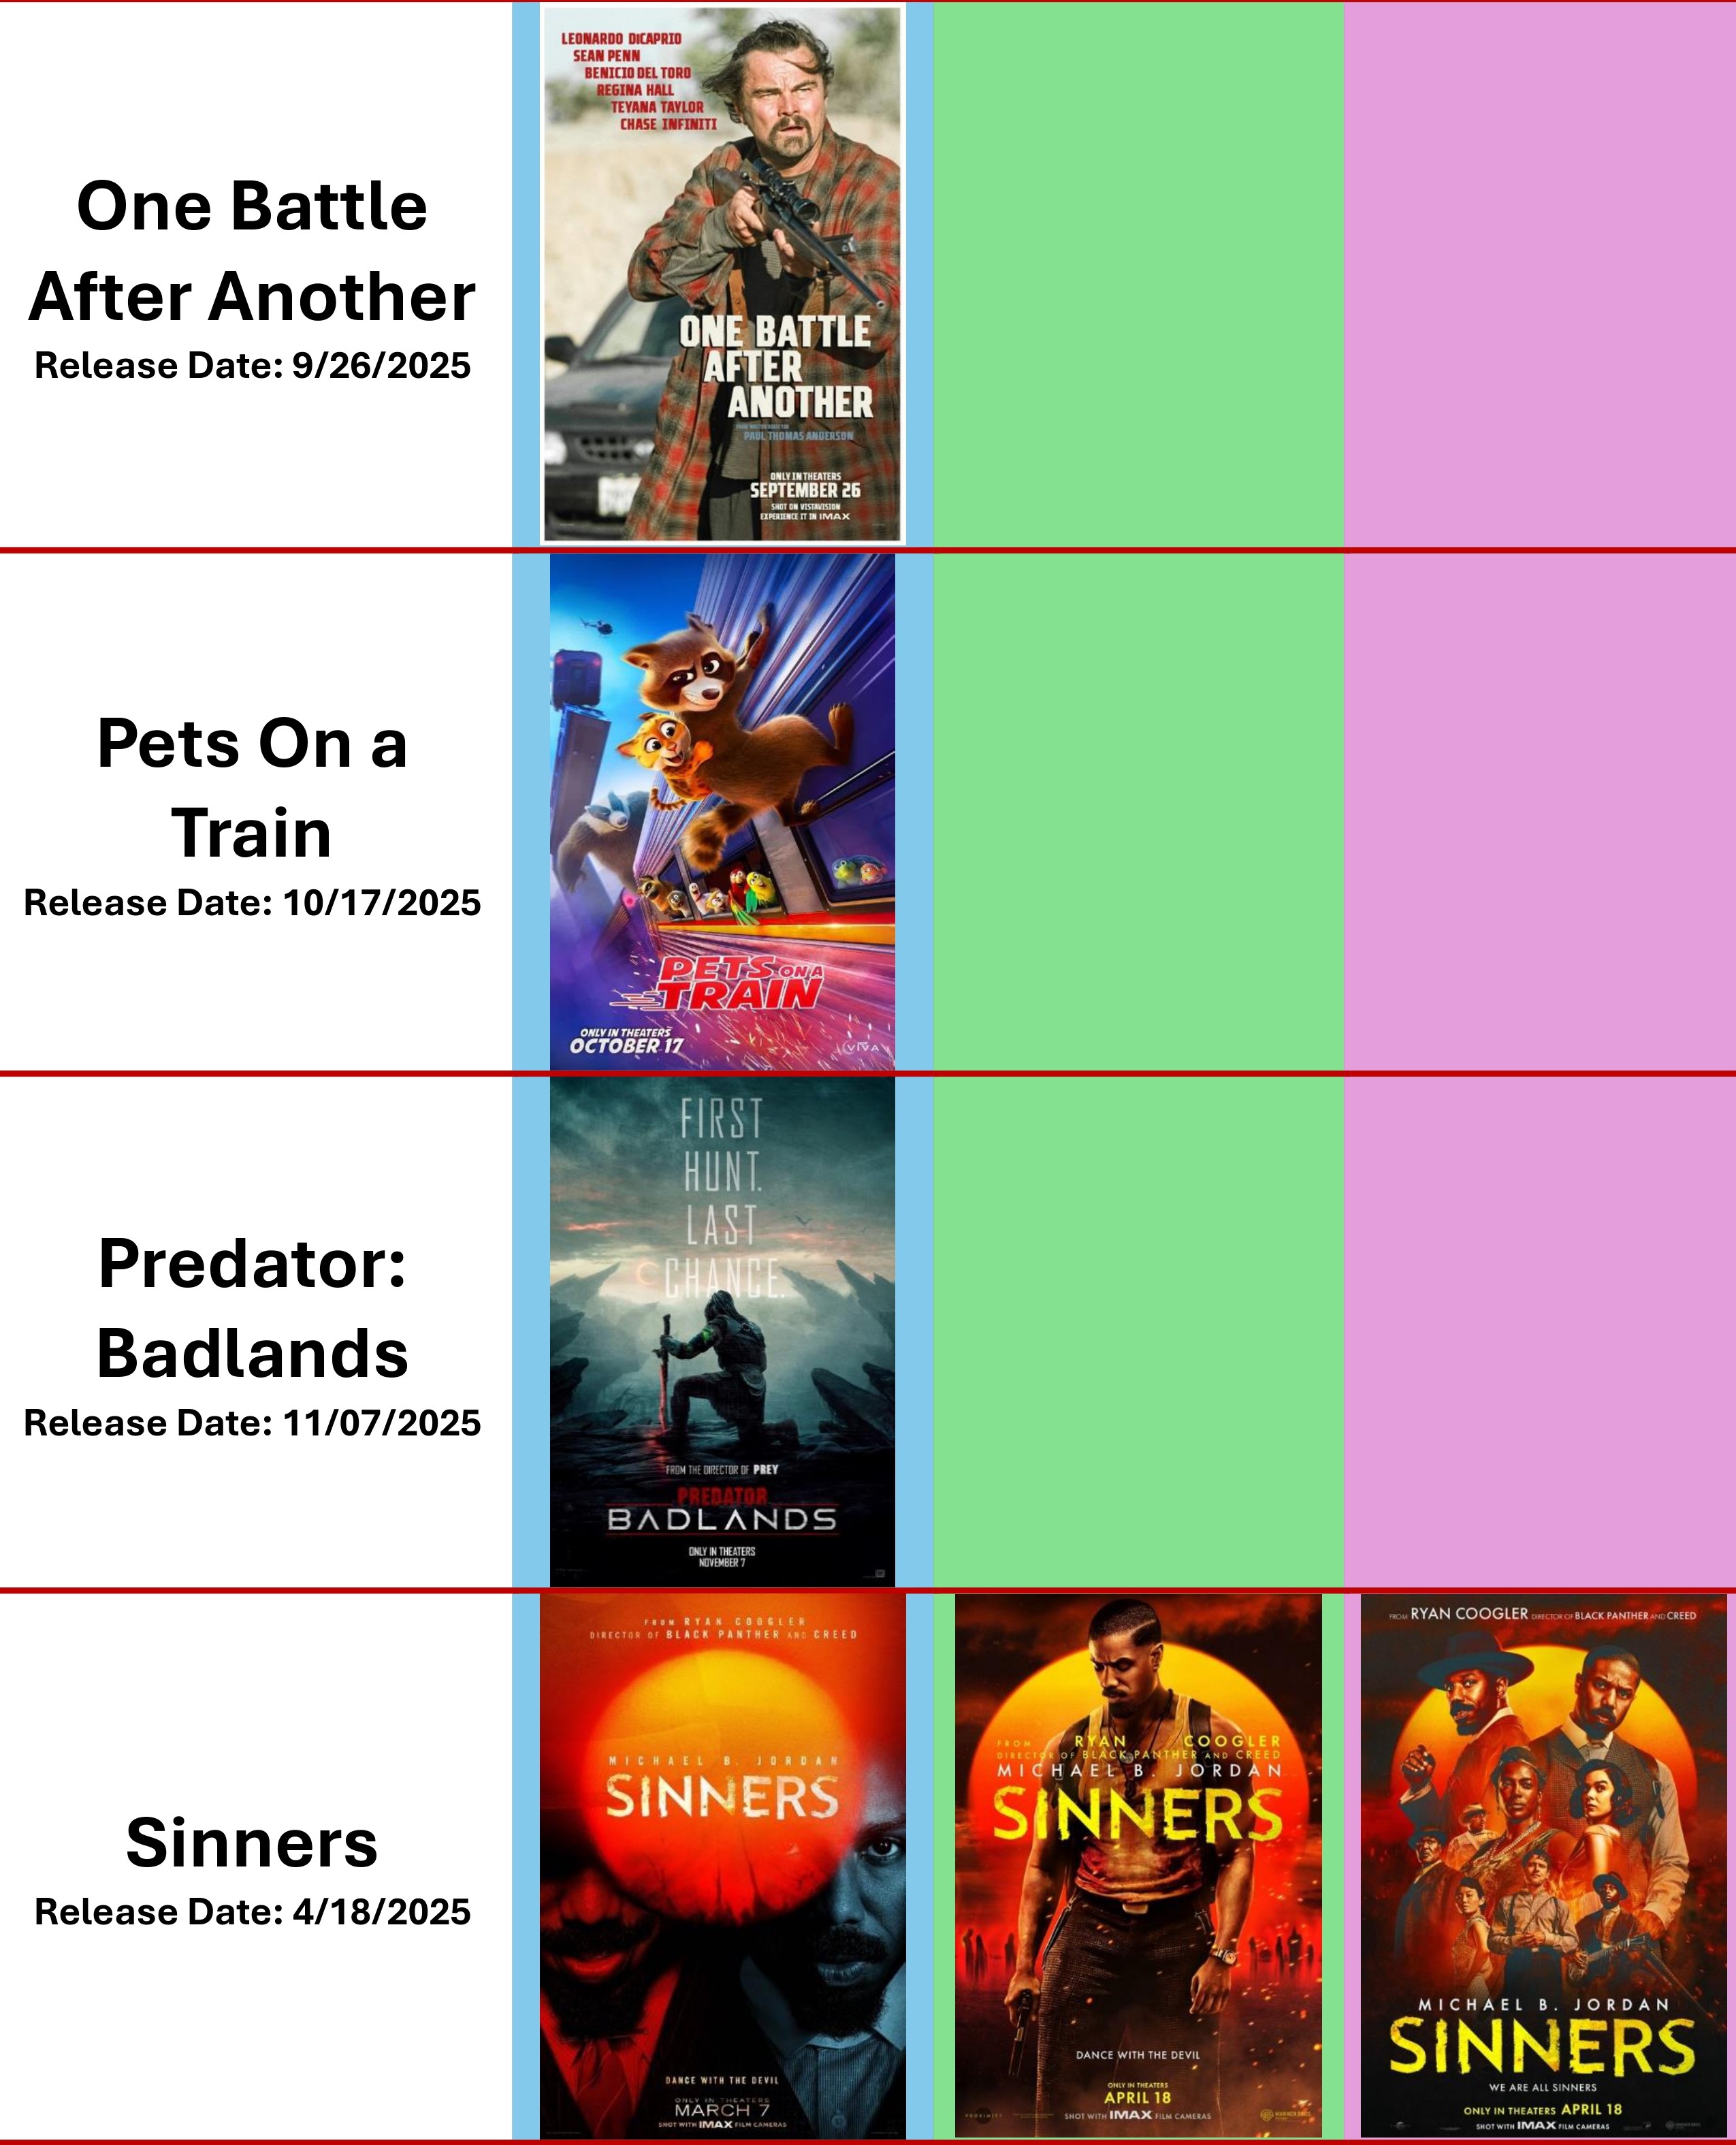 One Battle
After Another
Release Date: 9/26/2025
LEONARDO DiCAPRIO
SEAN PENN
BENICIO DEL TORO
REGINA HALL
TEYANA TAYLOR
CHASE INFINITI
ONE BATTLE
AFTER
ANOTHER
PAUL THOMAS ANDERSON
ONLY IN THEATERS
SEPTEMBER 26
SHOT ON VISTAVISION
EXPERIENCE IT IN IMAX
Pets On a
Train
Release Date: 10/17/2025
PETS ON A
TRAIN
ONLY IN THEATERS
OCTOBER 17
VIVA
Predator:
Badlands
Release Date: 11/07/2025
FIRST
HUNT.
LAST
CHANCE.
FROM THE DIRECTOR OF PREY
PREDATOR
BADLANDS
ONLY IN THEATERS
NOVEMBER 7
Sinners
Release Date: 4/18/2025
FROM RYAN COOGLER
DIRECTOR OF BLACK PANTHER AND CREED
MICHAEL B. JORDAN
SINNERS
DANCE WITH THE DEVIL
ONLY IN THEATERS
MARCH 7
SHOT WITH IMAX FILM CAMERAS
FROM RYAN COOGLER
DIRECTOR OF BLACK PANTHER AND CREED
MICHAEL B. JORDAN
SINNERS
DANCE WITH THE DEVIL
ONLY IN THEATERS
APRIL 18
PROXIMITY
SHOT WITH IMAX FILM CAMERAS
WARNER BROS.
FROM RYAN COOGLER DIRECTOR OF BLACK PANTHER AND CREED
MICHAEL B. JORDAN
SINNERS
WE ARE ALL SINNERS
ONLY IN THEATERS APRIL 18
SHOT WITH IMAX FILM CAMERAS